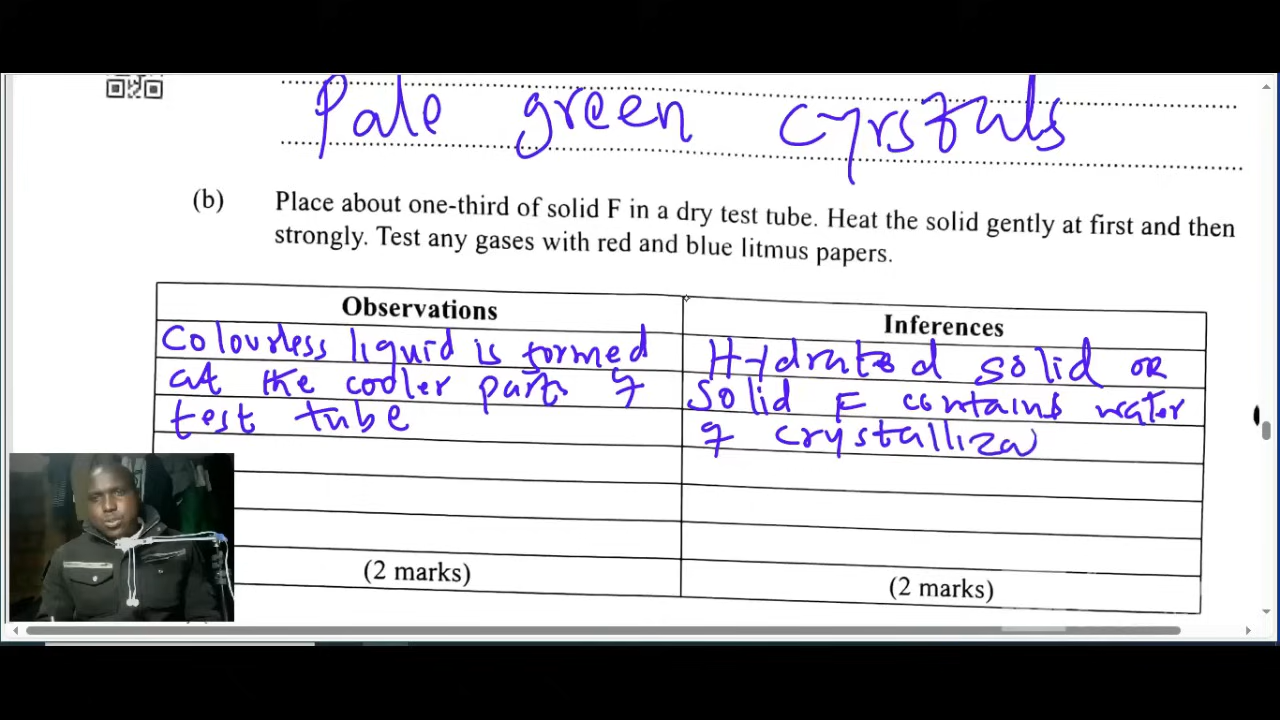 Pale green cyrstals
(b) Place about one-third of solid F in a dry test tube. Heat the solid gently at first and then
strongly. Test any gases with red and blue litmus papers.
Observations
Colourless liquid is formed
at the cooler parts of
test tube
(2 marks)
Inferences
Hydrated solid OR
Solid F contains water
of crystalliza
(2 marks)